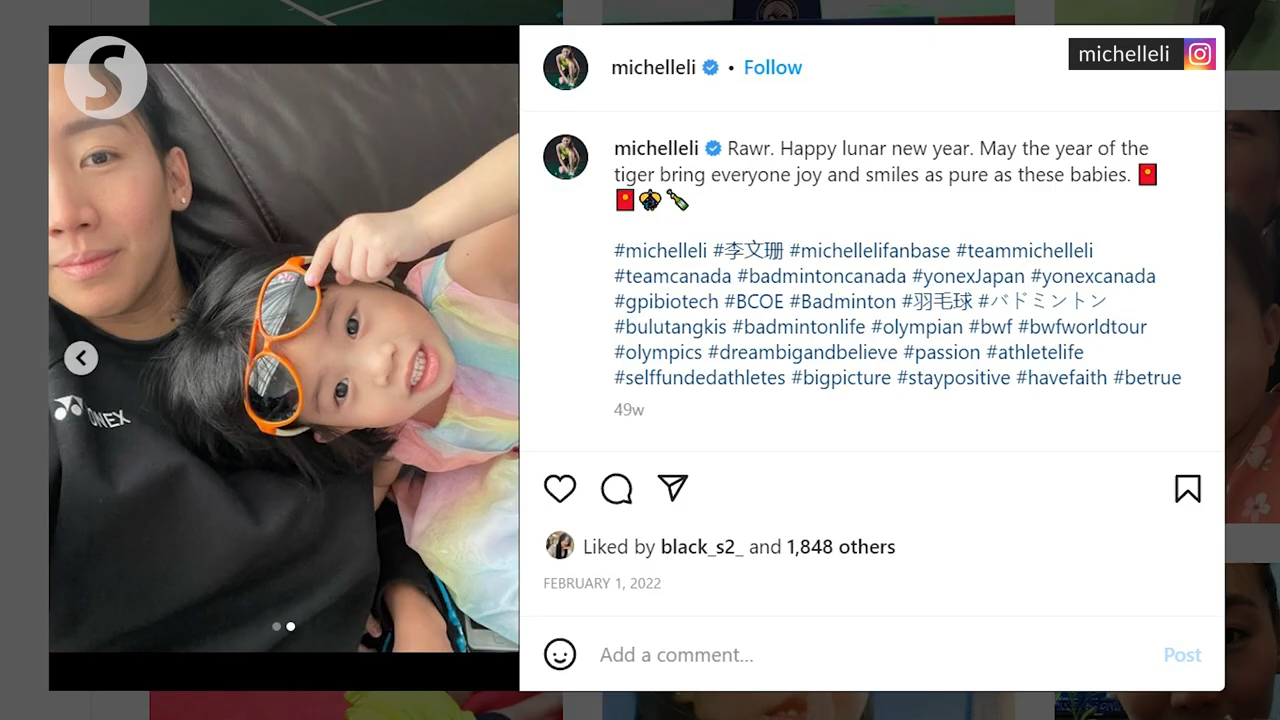 S
michelleli
michelleli • Follow
michelleli Rawr. Happy lunar new year. May the year of the
tiger bring everyone joy and smiles as pure as these babies.
#michelleli #李文珊 #michellelifanbase #teammichelleli
#teamcanada #badmintoncanada #yonexJapan #yonexcanada
#gpibiotech #BCOE #Badminton #羽毛球 #バドミントン
#bulutangkis #badmintonlife #olympian #bwf #bwfworldtour
#olympics #dreambigandbelieve #passion #athletelife
#selffundedathletes #bigpicture #staypositive #havefaith #betrue
49w
YONEX
Liked by black_s2_ and 1,848 others
FEBRUARY 1, 2022
Add a comment...
Post